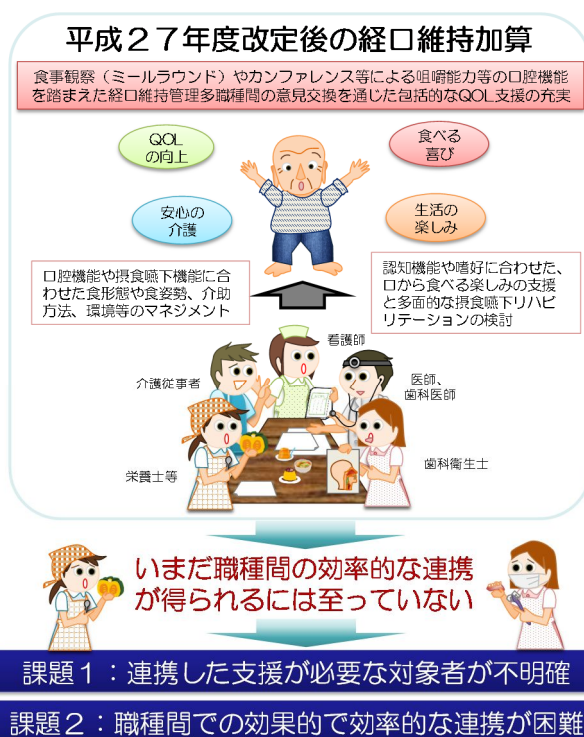 平成２７年度改定後の経口維持加算
食事観察（ミールラウンド）やカンファレンス等による咀嚼能力等の口腔機能
を踏まえた経口維持管理多職種間の意見交換を通じた包括的なQOL支援の充実
QOL
の向上
食べる
喜び
安心の
介護
生活の
楽しみ
口腔機能や摂食嚥下機能に合
わせた食形態や食姿勢、介助
方法、環境等のマネジメント
認知機能や嗜好に合わせた、
口から食べる楽しみの支援
と多面的な摂食嚥下リハビ
リテーションの検討
看護師
介護従事者
医師、
歯科医師
栄養士等
歯科衛生士
いまだ職種間の効率的な連携
が得られるには至っていない
課題１：連携した支援が必要な対象者が不明確
課題２：職種間での効果的で効率的な連携が困難